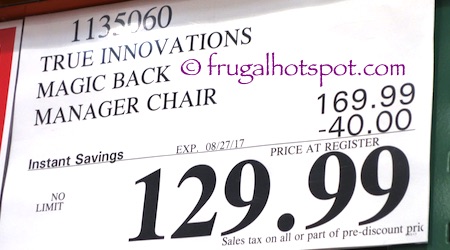 1135060
TRUE INNOVATIONS
MAGIC BACK
© frugalhotspot.com
MANAGER CHAIR
169.99
-40.00
Instant Savings
EXP. 08/27/17
PRICE AT REGISTER
NO
LIMIT
129.99
Sales tax on all or part of pre-discount